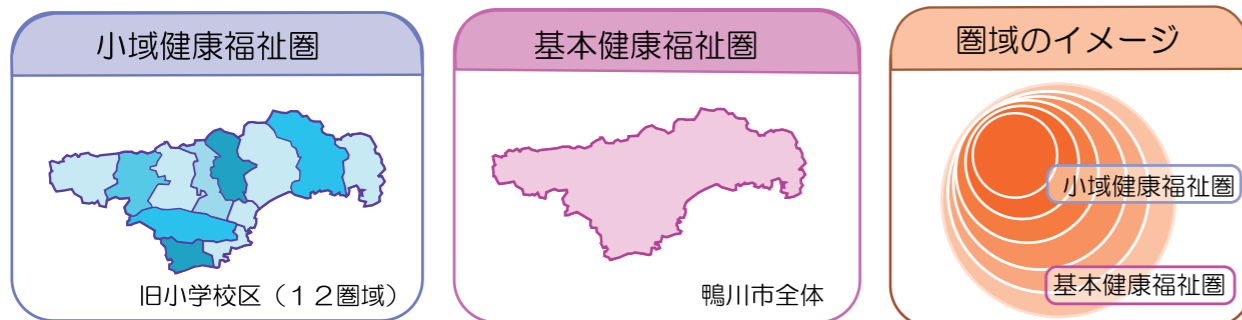 小域健康福祉圏
旧小学校区（１２圏域）
基本健康福祉圏
鴨川市全体
圏域のイメージ
小域健康福祉圏
基本健康福祉圏